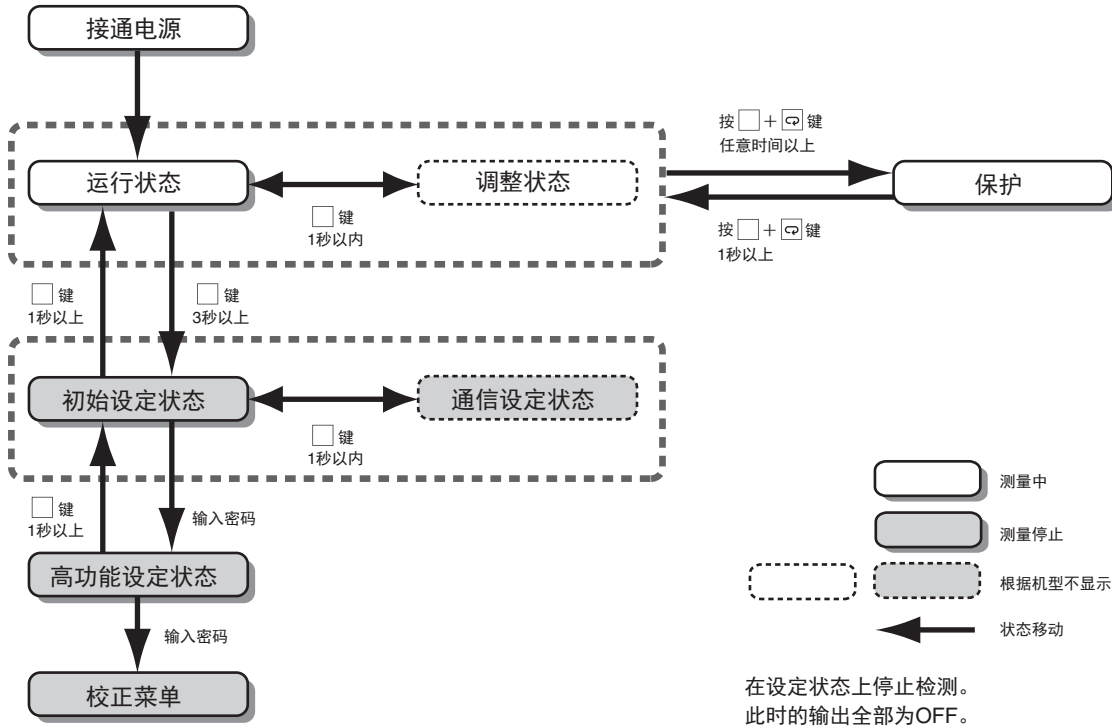 接通电源
运行状态
调整状态
键
1秒以内
按 + 键
任意时间以上
保护
按 + 键
1秒以上
键
1秒以上
键
3秒以上
初始设定状态
通信设定状态
键
1秒以内
键
1秒以上
输入密码
高功能设定状态
输入密码
校正菜单
测量中
测量停止
根据机型不显示
状态移动
在设定状态上停止检测。
此时的输出全部为OFF。